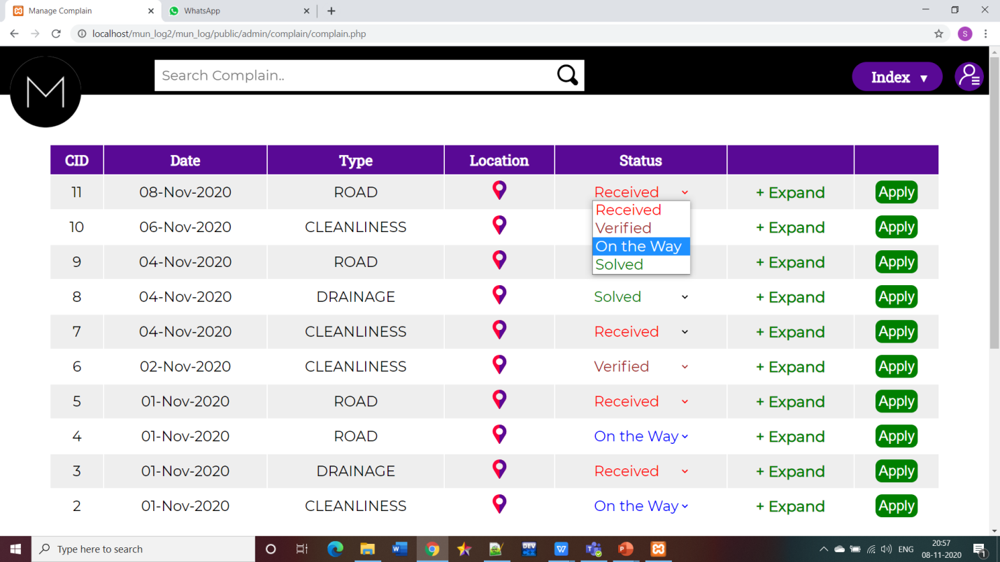 Manage Complain
WhatsApp
localhost/mun_log2/mun_log/public/admin/complain/complain.php
S
M
Search Complain..
Index ▼
CID Date Type Location Status
11 08-Nov-2020 ROAD Received + Expand Apply
Received
Verified
On the Way
Solved
10 06-Nov-2020 CLEANLINESS + Expand Apply
9 04-Nov-2020 ROAD + Expand Apply
8 04-Nov-2020 DRAINAGE Solved + Expand Apply
7 04-Nov-2020 CLEANLINESS Received + Expand Apply
6 02-Nov-2020 CLEANLINESS Verified + Expand Apply
5 01-Nov-2020 ROAD Received + Expand Apply
4 01-Nov-2020 ROAD On the Way + Expand Apply
3 01-Nov-2020 DRAINAGE Received + Expand Apply
2 01-Nov-2020 CLEANLINESS On the Way + Expand Apply
Type here to search
DEV
ENG
20:57
08-11-2020
1